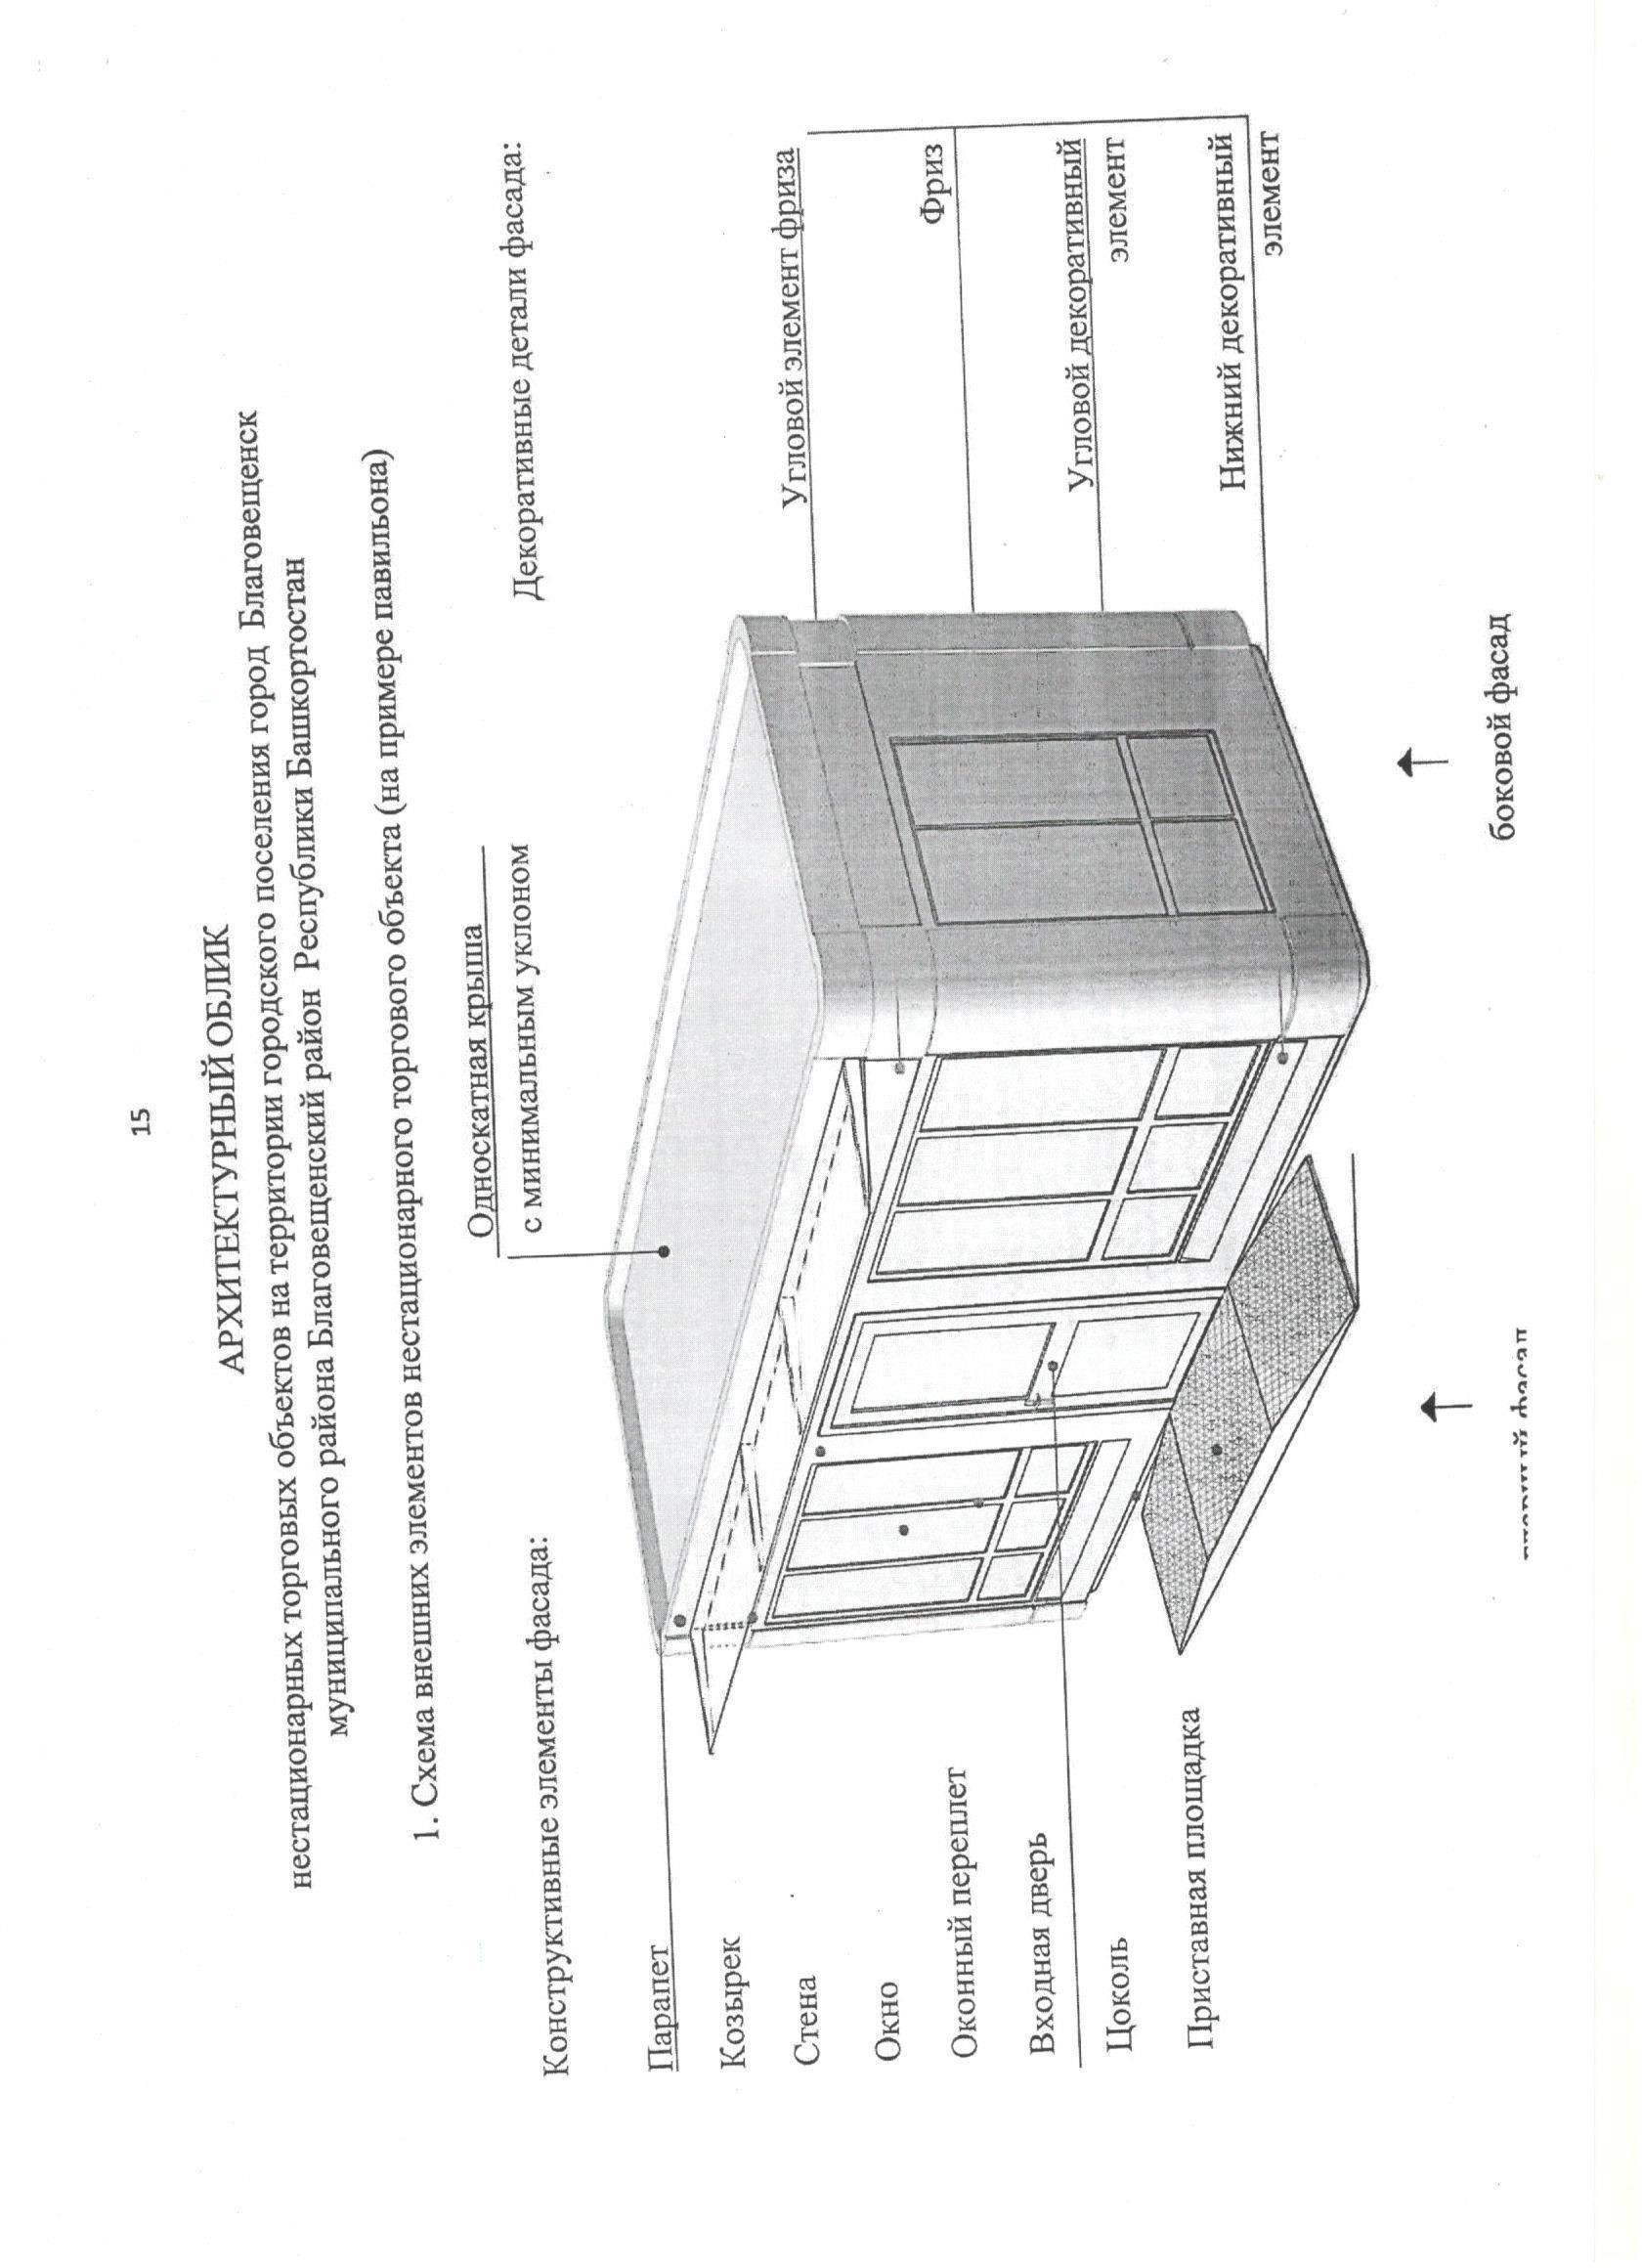 15
АРХИТЕКТУРНЫЙ ОБЛИК
нестационарных торговых объектов на территории городского поселения город Благовещенск
муниципального района Благовещенский район Республики Башкортостан
1. Схема внешних элементов нестационарного торгового объекта (на примере павильона)
Конструктивные элементы фасада:
Односкатная крыша
с минимальным уклоном
Декоративные детали фасада:
Парапет
Козырек
Стена
Окно
Оконный переплет
Входная дверь
Цоколь
Приставная площадка
Угловой элемент фриза
Фриз
Угловой декоративный
элемент
Нижний декоративный
элемент
боковой фасад